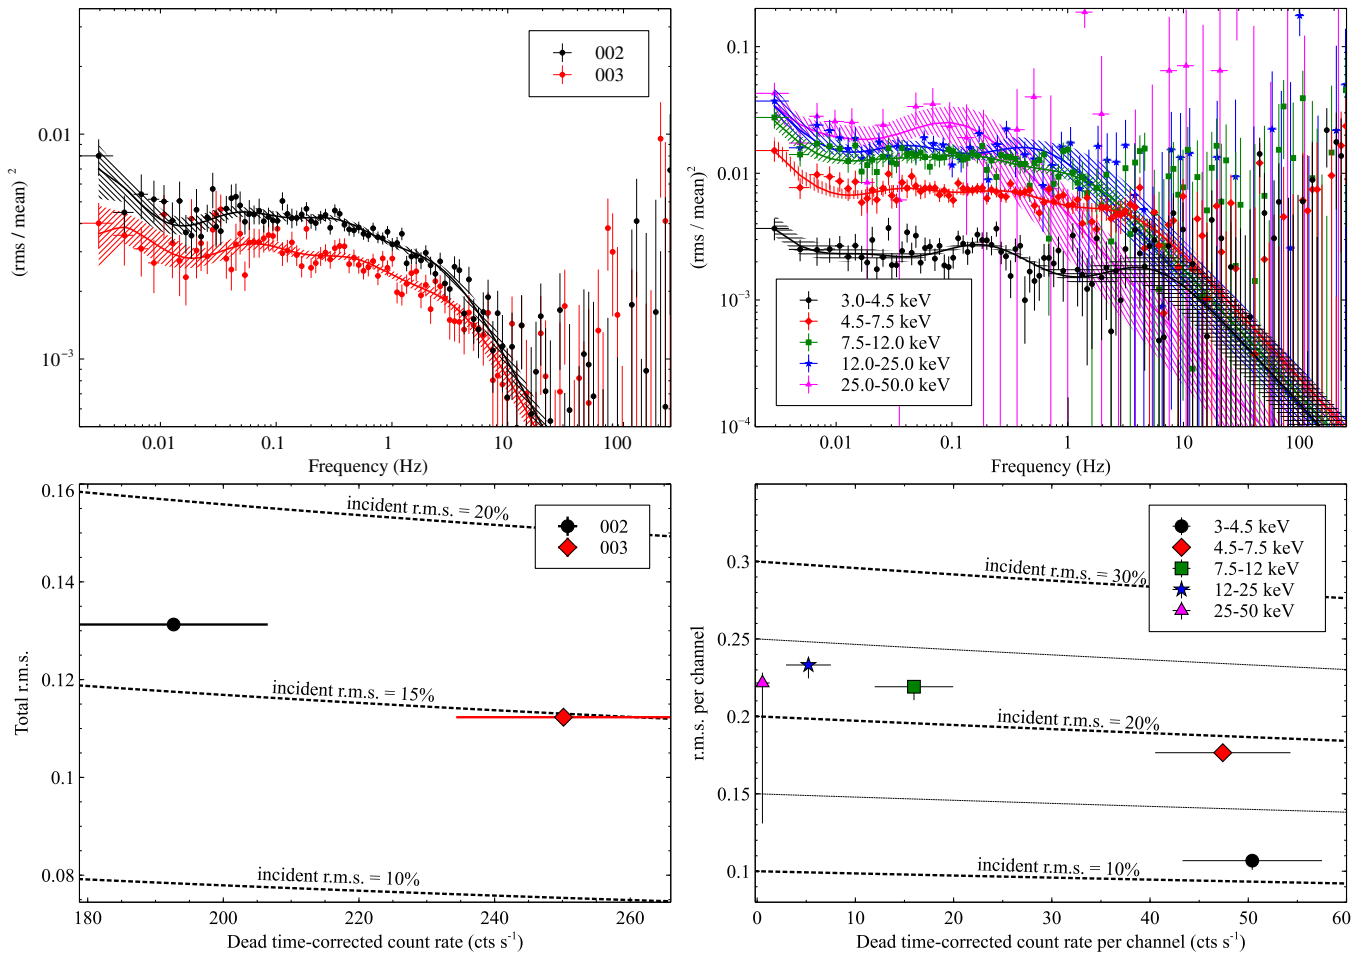 002
003
0.01
10⁻³
(rms / mean) ²
0.01
0.1
1
10
100
Frequency (Hz)
0.1
0.01
10⁻³
10⁻⁴
(rms / mean)²
3.0-4.5 keV
4.5-7.5 keV
7.5-12.0 keV
12.0-25.0 keV
25.0-50.0 keV
0.01
0.1
1
10
100
Frequency (Hz)
0.16
0.14
0.12
0.1
0.08
Total r.m.s.
incident r.m.s. = 20%
002
003
incident r.m.s. = 15%
incident r.m.s. = 10%
180
200
220
240
260
Dead time-corrected count rate (cts s⁻¹)
0.3
0.25
0.2
0.15
0.1
r.m.s. per channel
3-4.5 keV
4.5-7.5 keV
7.5-12 keV
12-25 keV
25-50 keV
incident r.m.s. = 30%
incident r.m.s. = 20%
incident r.m.s. = 10%
0
10
20
30
40
50
60
Dead time-corrected count rate per channel (cts s⁻¹)